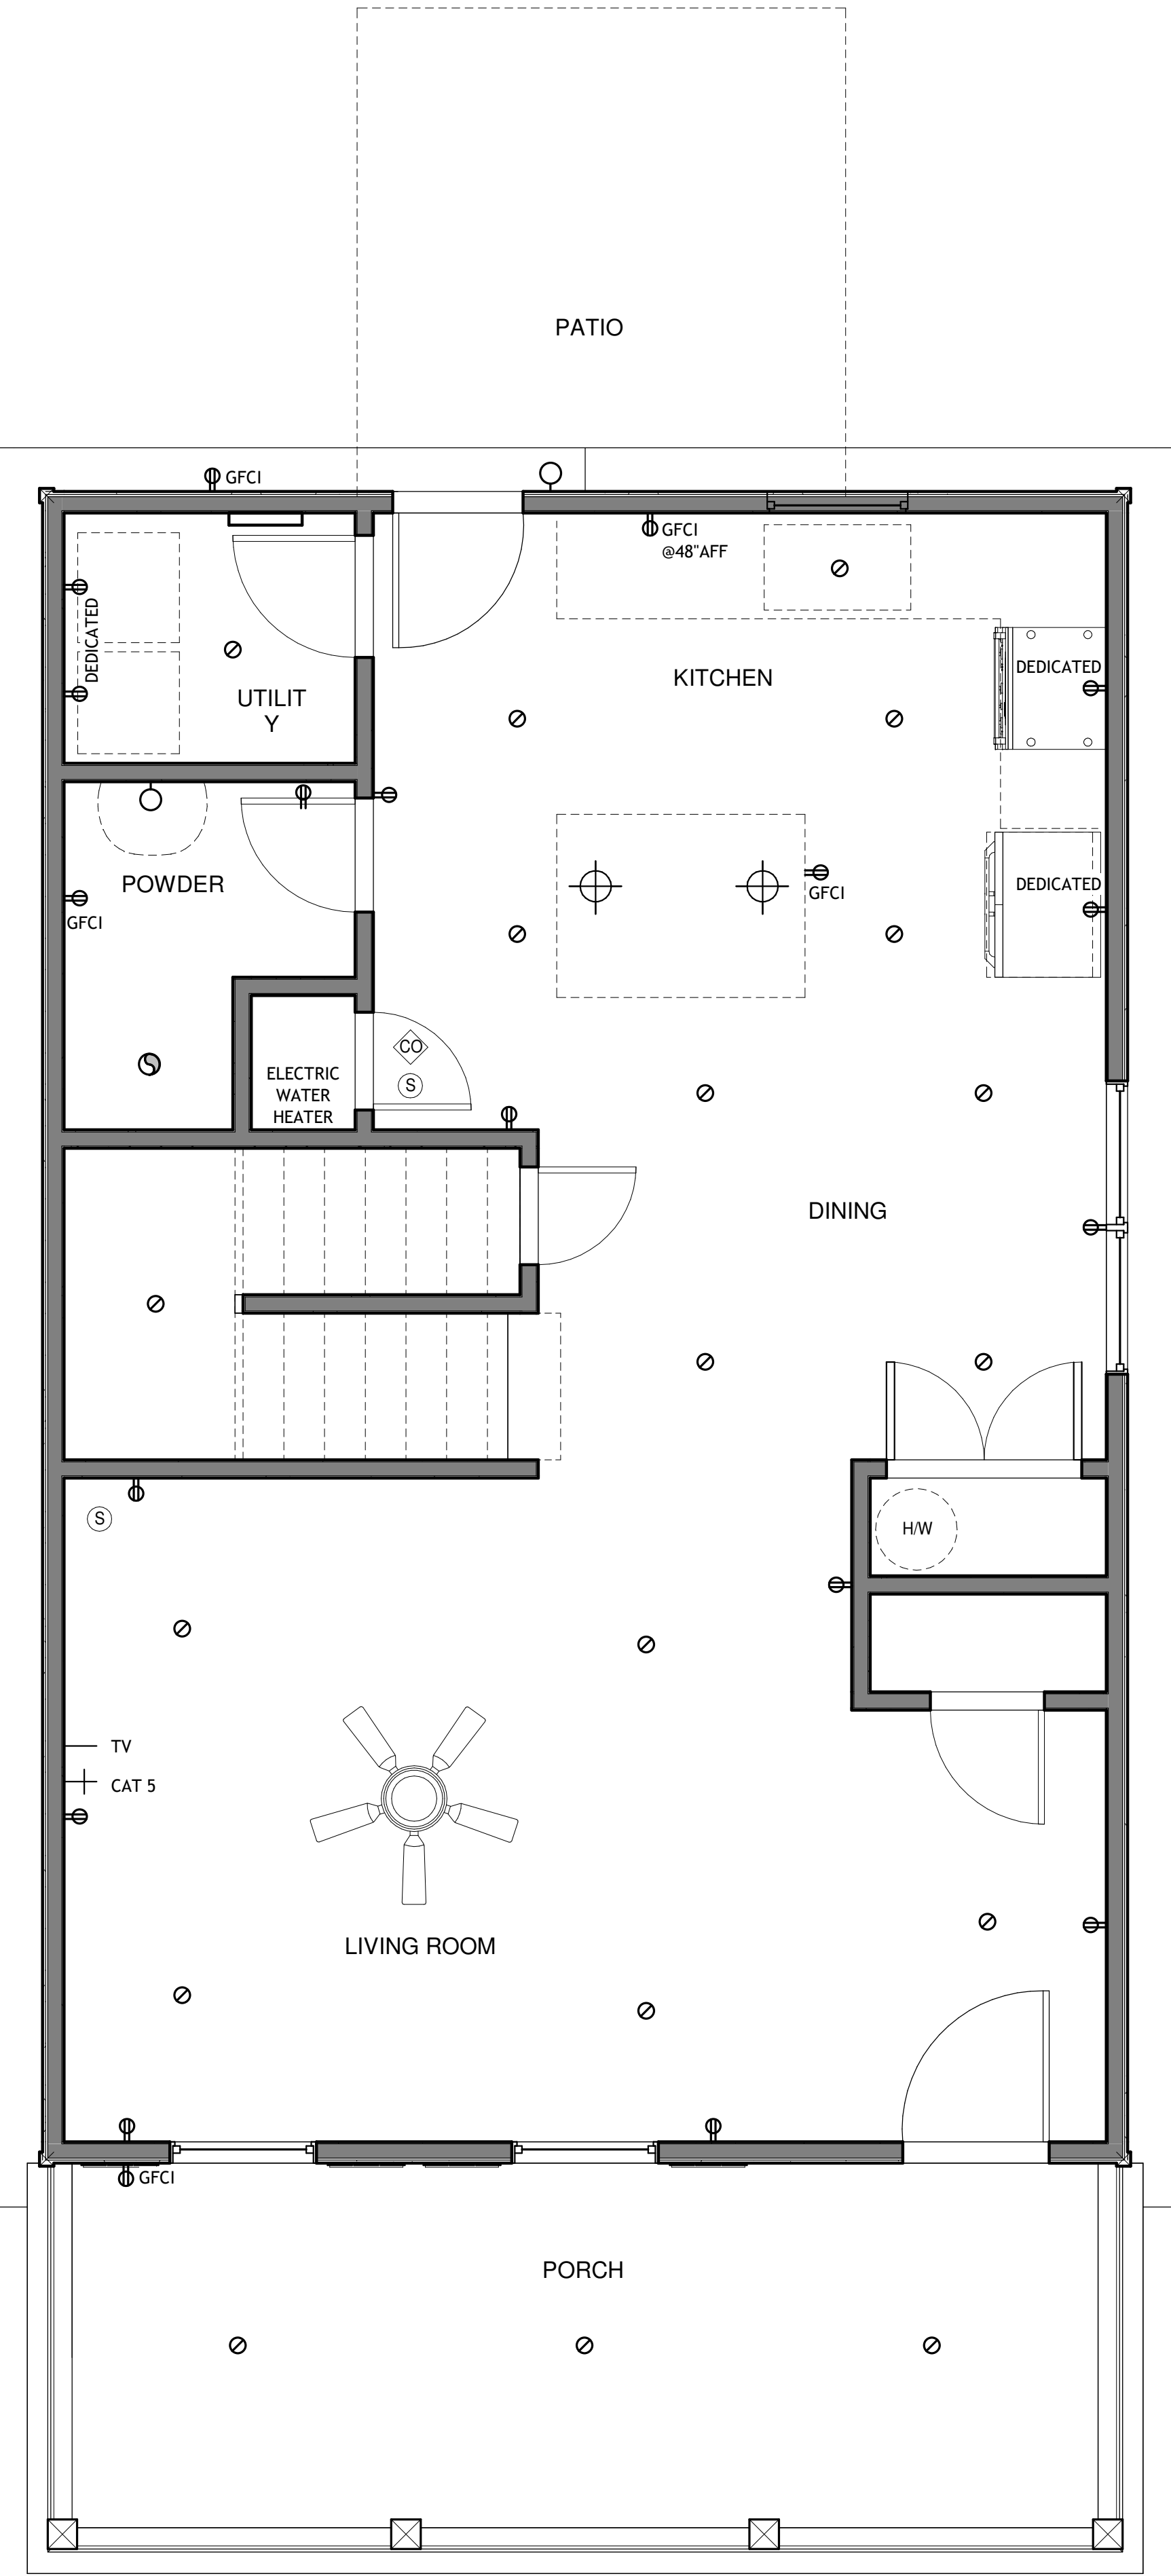 PATIO
GFCI
GFCI
@48"AFF
DEDICATED
KITCHEN
DEDICATED
UTILIT
Y
POWDER
GFCI
GFCI
DEDICATED
CO
S
ELECTRIC
WATER
HEATER
DINING
S
H/W
TV
CAT 5
LIVING ROOM
GFCI
PORCH